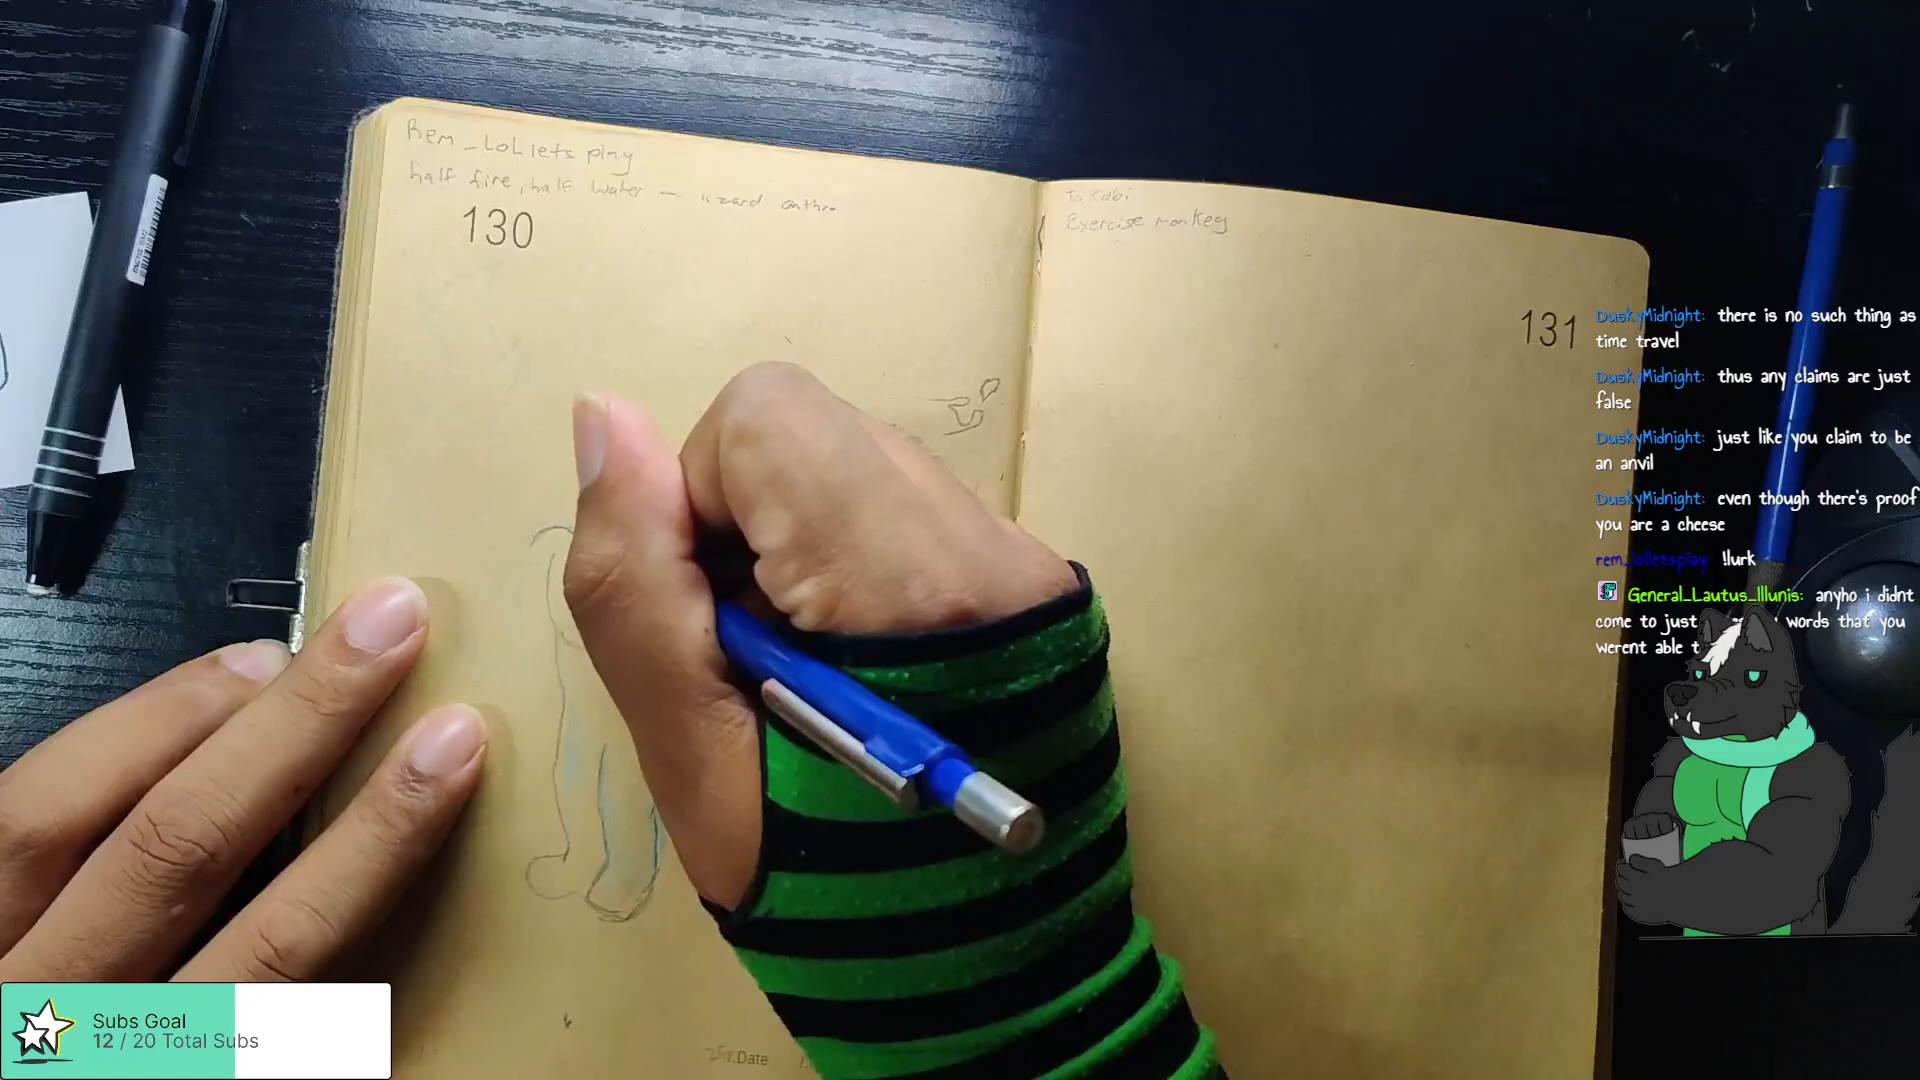 Rem_LoL lets play
half fire, half water - lizard anthro
130
Exercise monkey
131
DuskyMidnight: there is no such thing as
time travel
DuskyMidnight: thus any claims are just
false
DuskyMidnight: just like you claim to be
an anvil
DuskyMidnight: even though there's proof
you are a cheese
rem_lolletsplay: !lurk
General_Lautus_Illunis: anyho i didnt
come to just words that you
werent able
Subs Goal
12 / 20 Total Subs
.Date